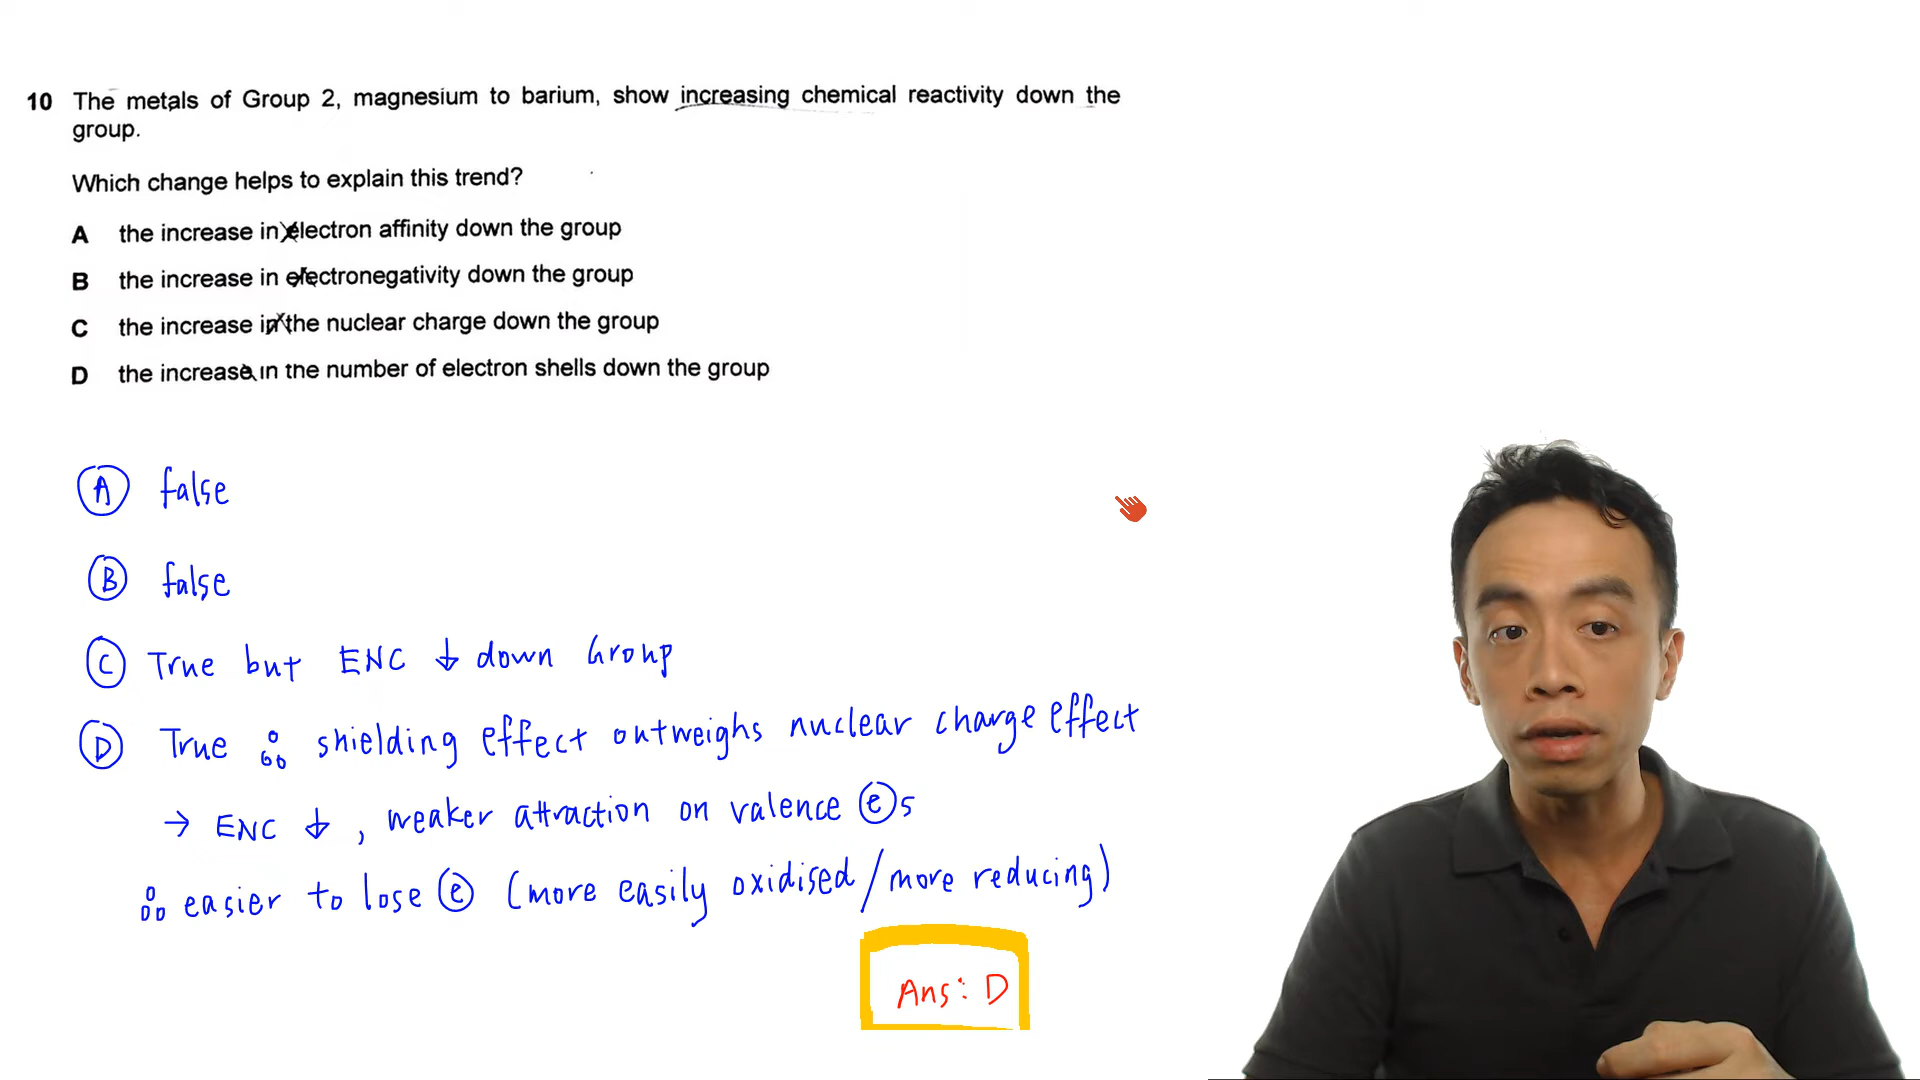 10 The metals of Group 2, magnesium to barium, show increasing chemical reactivity down the
group.
Which change helps to explain this trend?
A the increase in electron affinity down the group
B the increase in electronegativity down the group
C the increase in the nuclear charge down the group
D the increase in the number of electron shells down the group
A false
B false
C True but ENC ↓ down Group
D True ∵ shielding effect outweighs nuclear charge effect
→ ENC ↓, weaker attraction on valence es
∴ easier to lose e (more easily oxidised/more reducing)
Ans: D